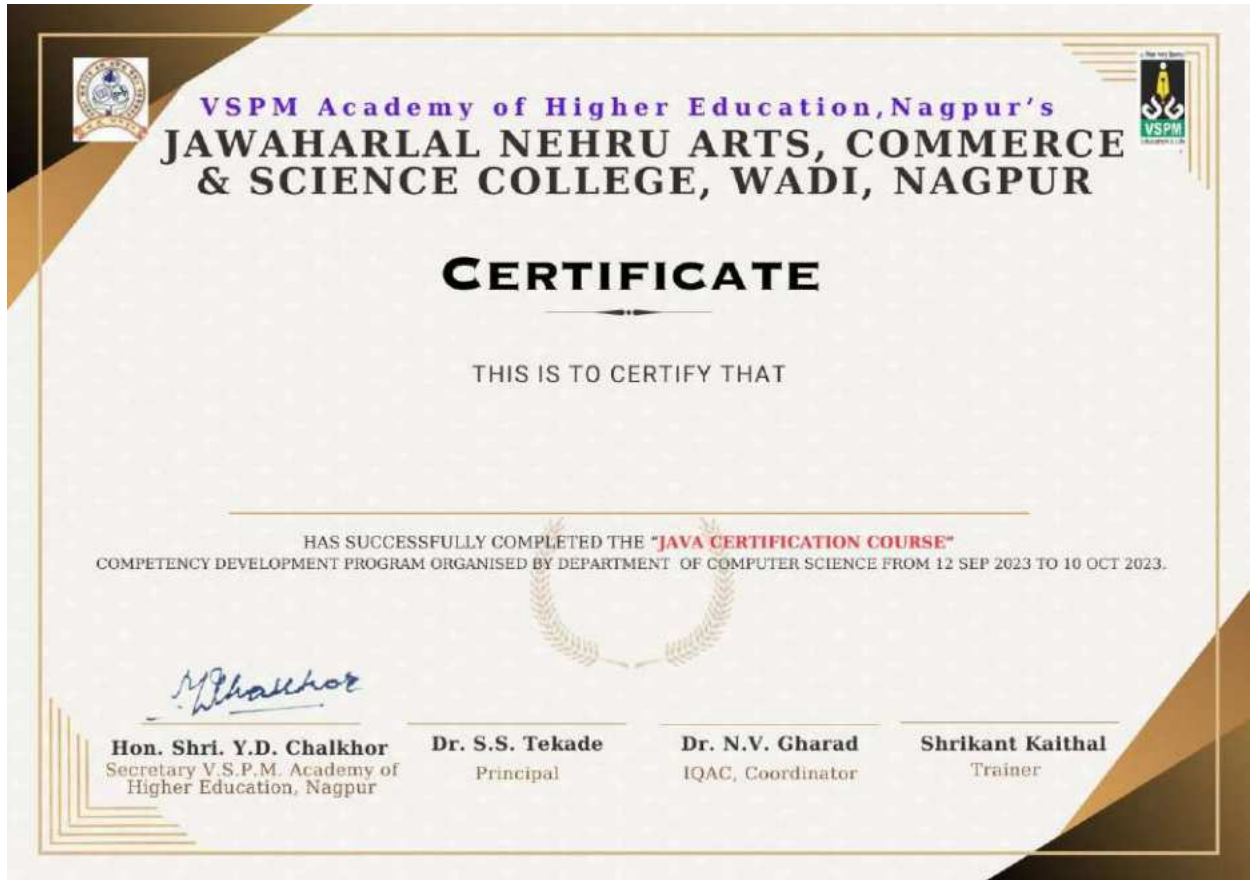 VSPM Academy of Higher Education,Nagpur's
JAWAHARLAL NEHRU ARTS, COMMERCE
& SCIENCE COLLEGE, WADI, NAGPUR
VSPM
CERTIFICATE
THIS IS TO CERTIFY THAT
HAS SUCCESSFULLY COMPLETED THE "JAVA CERTIFICATION COURSE"
COMPETENCY DEVELOPMENT PROGRAM ORGANISED BY DEPARTMENT OF COMPUTER SCIENCE FROM 12 SEP 2023 TO 10 OCT 2023.
Hon. Shri. Y.D. Chalkhor
Secretary V.S.P.M. Academy of
Higher Education, Nagpur
Dr. S.S. Tekade
Principal
Dr. N.V. Gharad
IQAC, Coordinator
Shrikant Kaithal
Trainer